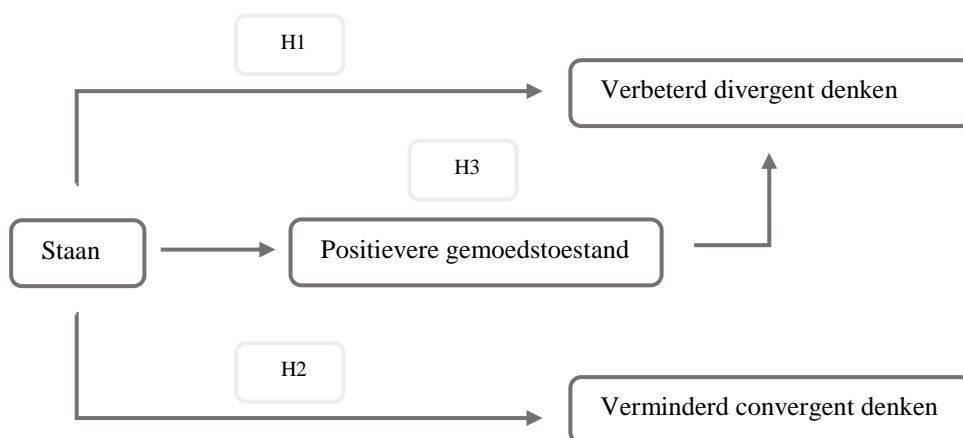 H1
Verbeterd divergent denken
H3
Staan
Positievere gemoedstoestand
H2
Verminderd convergent denken